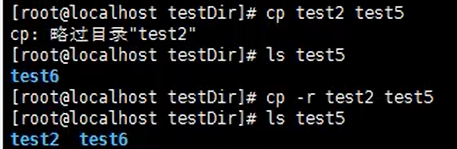 [root@localhost testDir]# cp test2 test5
cp: 略过目录"test2"
[root@localhost testDir]# ls test5
test6
[root@localhost testDir]# cp -r test2 test5
[root@localhost testDir]# ls test5
test2  test6